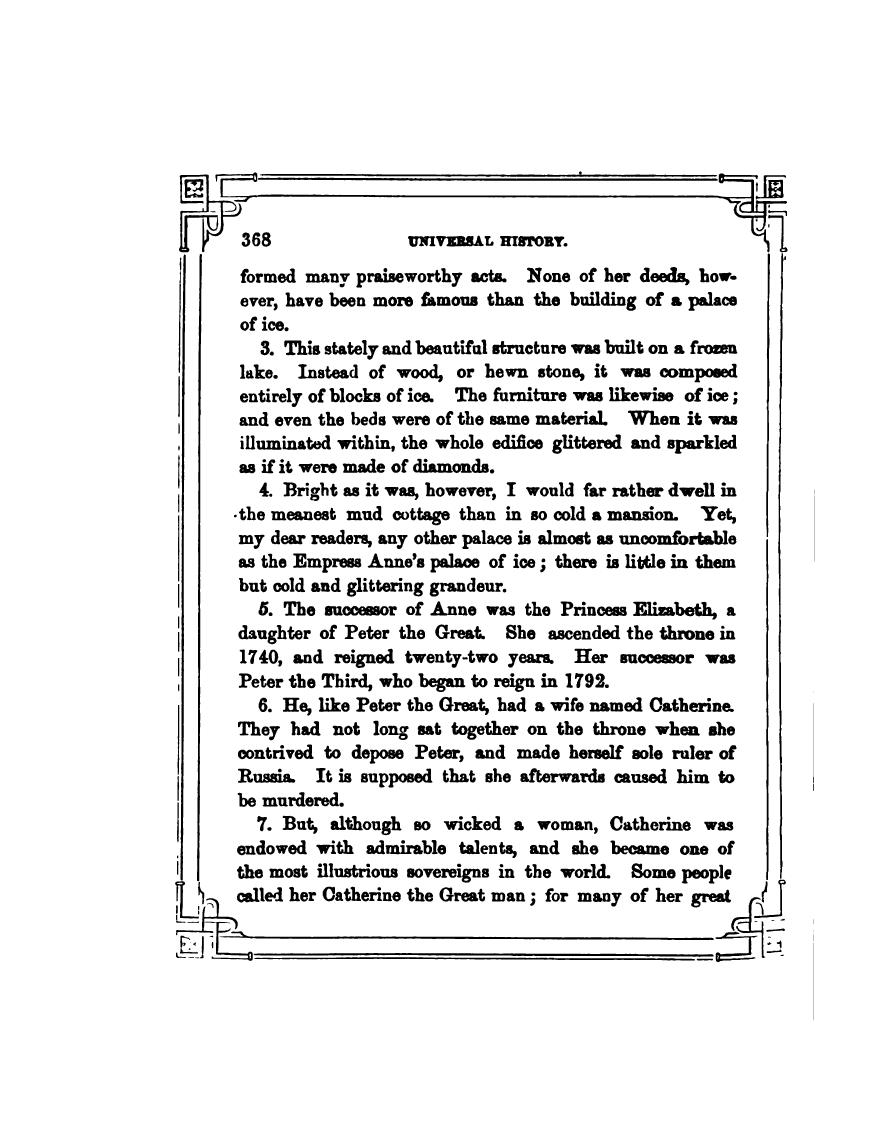 368 UNIVERSAL HISTORY.
formed many praiseworthy acts. None of her deeds, how-
ever, have been more famous than the building of a palace
of ice.
3. This stately and beautiful structure was built on a frozen
lake. Instead of wood, or hewn stone, it was composed
entirely of blocks of ice. The furniture was likewise of ice;
and even the beds were of the same material. When it was
illuminated within, the whole edifice glittered and sparkled
as if it were made of diamonds.
4. Bright as it was, however, I would far rather dwell in
the meanest mud cottage than in so cold a mansion. Yet,
my dear readers, any other palace is almost as uncomfortable
as the Empress Anne's palace of ice; there is little in them
but cold and glittering grandeur.
5. The successor of Anne was the Princess Elizabeth, a
daughter of Peter the Great. She ascended the throne in
1740, and reigned twenty-two years. Her successor was
Peter the Third, who began to reign in 1792.
6. He, like Peter the Great, had a wife named Catherine.
They had not long sat together on the throne when she
contrived to depose Peter, and made herself sole ruler of
Russia. It is supposed that she afterwards caused him to
be murdered.
7. But, although so wicked a woman, Catherine was
endowed with admirable talents, and she became one of
the most illustrious sovereigns in the world. Some people
called her Catherine the Great man; for many of her great